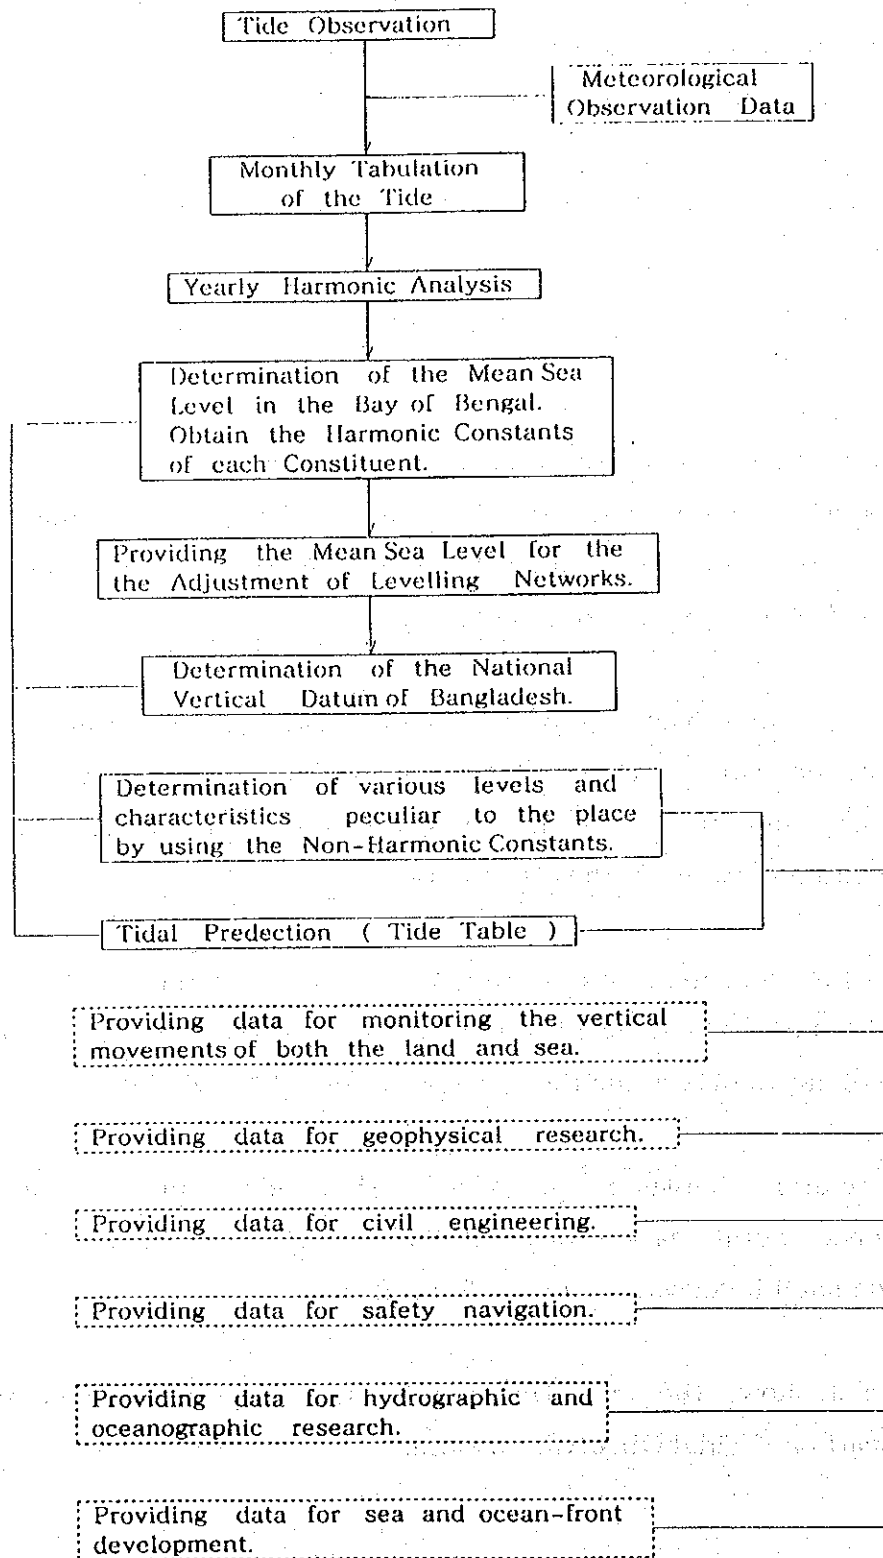 Tide Observation
Meteorological
Observation Data
Monthly Tabulation
of the Tide
Yearly Harmonic Analysis
Determination of the Mean Sea
Level in the Bay of Bengal.
Obtain the Harmonic Constants
of each Constituent.
Providing the Mean Sea Level for the
the Adjustment of Levelling Networks.
Determination of the National
Vertical Datum of Bangladesh.
Determination of various levels and
characteristics peculiar to the place
by using the Non-Harmonic Constants.
Tidal Predection ( Tide Table )
Providing data for monitoring the vertical
movements of both the land and sea.
Providing data for geophysical research.
Providing data for civil engineering.
Providing data for safety navigation.
Providing data for hydrographic and
oceanographic research.
Providing data for sea and ocean-front
development.